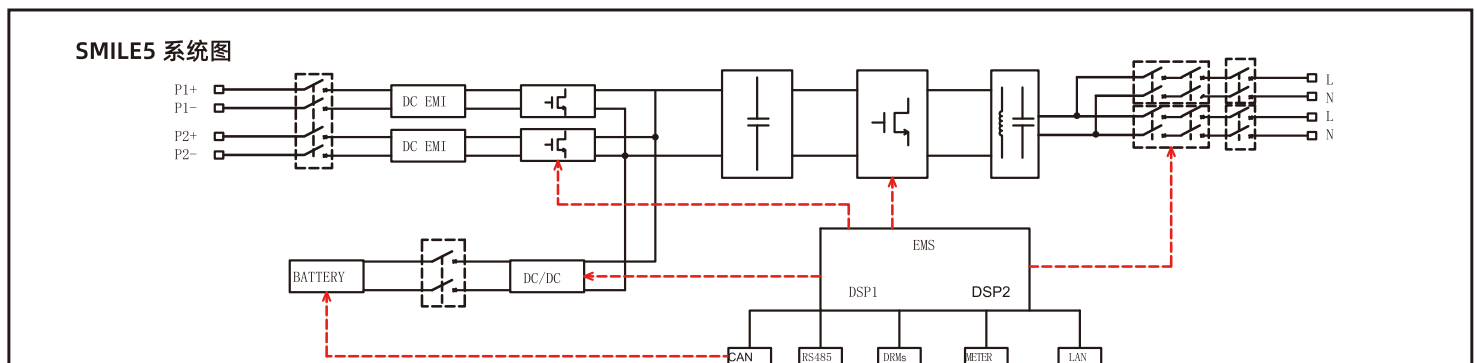 SMILE5 系统图
P1+
P1-
P2+
P2-
DC EMI
DC EMI
L
N
L
N
EMS
BATTERY
DC/DC
DSP1
DSP2
CAN
RS485
DRMs
METER
LAN